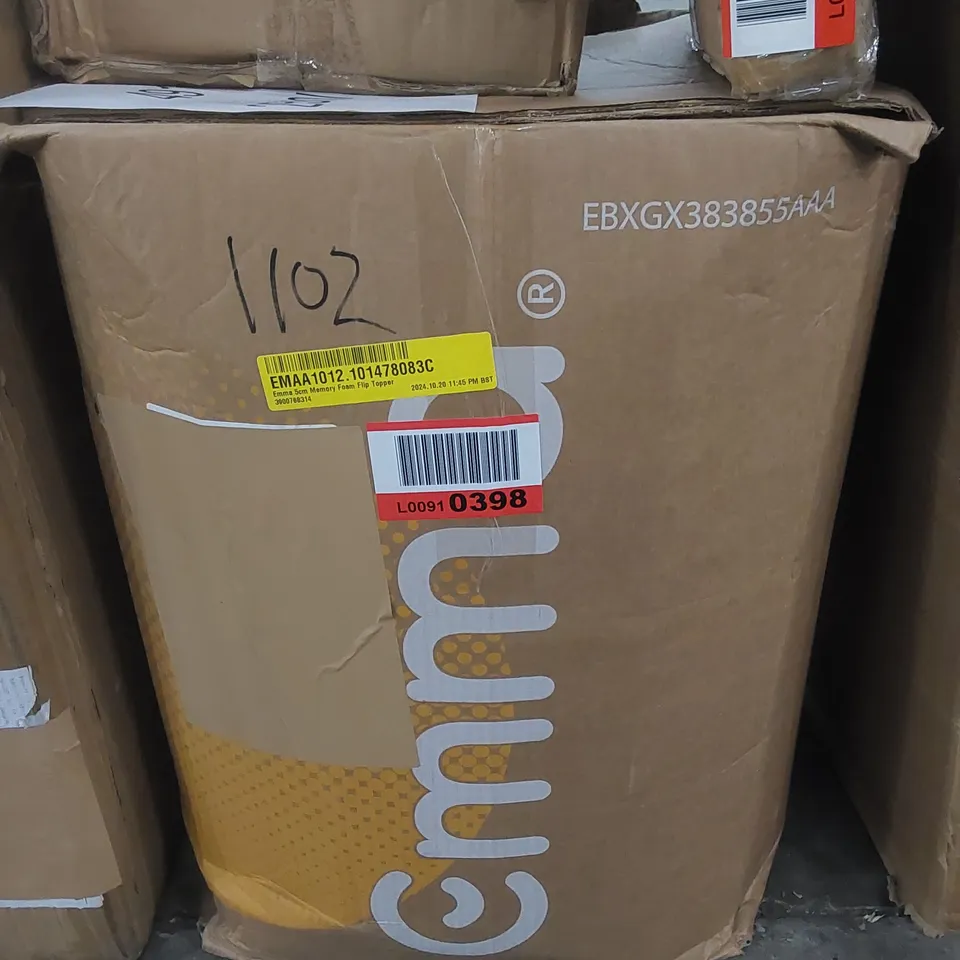 EBXGX383855AAA
1102
EMAA1012.101478083C
Emma 5cm Memory Foam Flip Topper 2024.10.20 11:45 PM BST
3900768314
L0091 0398
emma®
LO